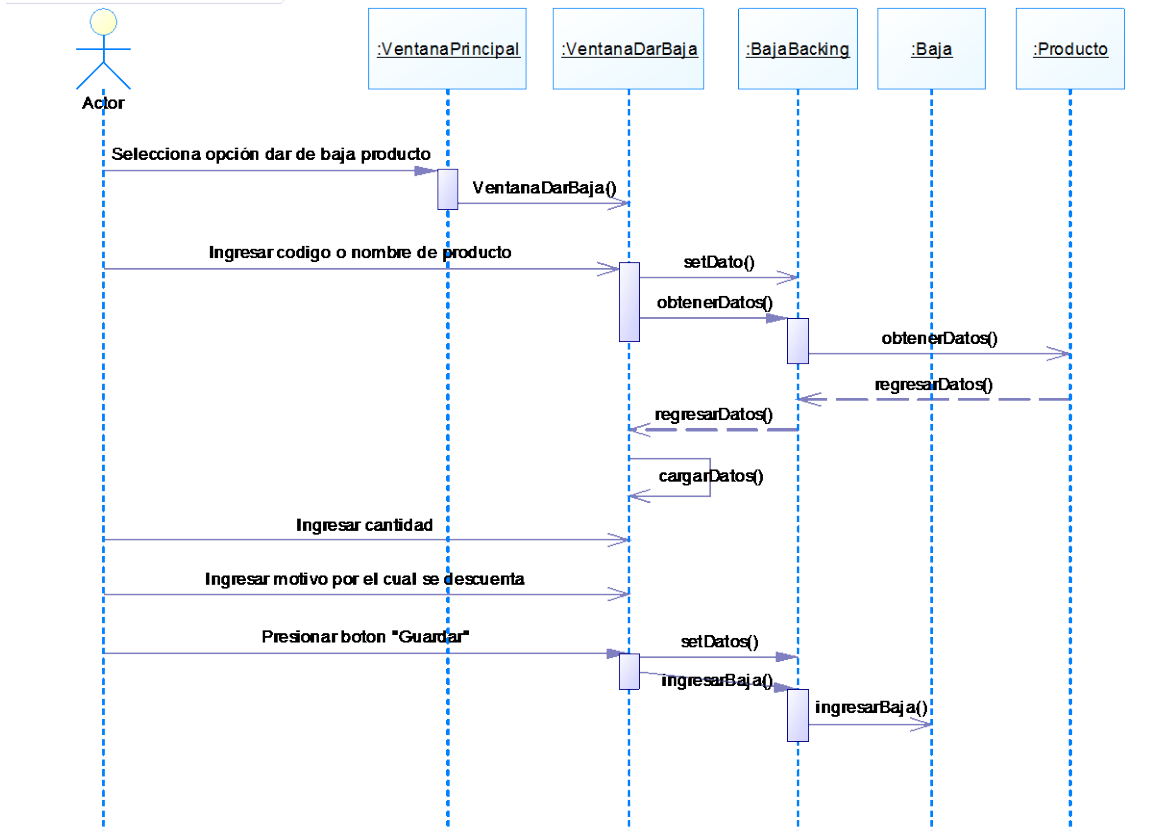 :VentanaPrincipal
:VentanaDarBaja
:BajaBacking
:Baja
:Producto
Actor
Selecciona opción dar de baja producto
VentanaDarBaja()
Ingresar codigo o nombre de producto
setDato()
obtenerDatos()
obtenerDatos()
regresarDatos()
regresarDatos()
cargarDatos()
Ingresar cantidad
Ingresar motivo por el cual se descuenta
Presionar boton "Guardar"
setDatos()
ingresarBaja()
ingresarBaja()